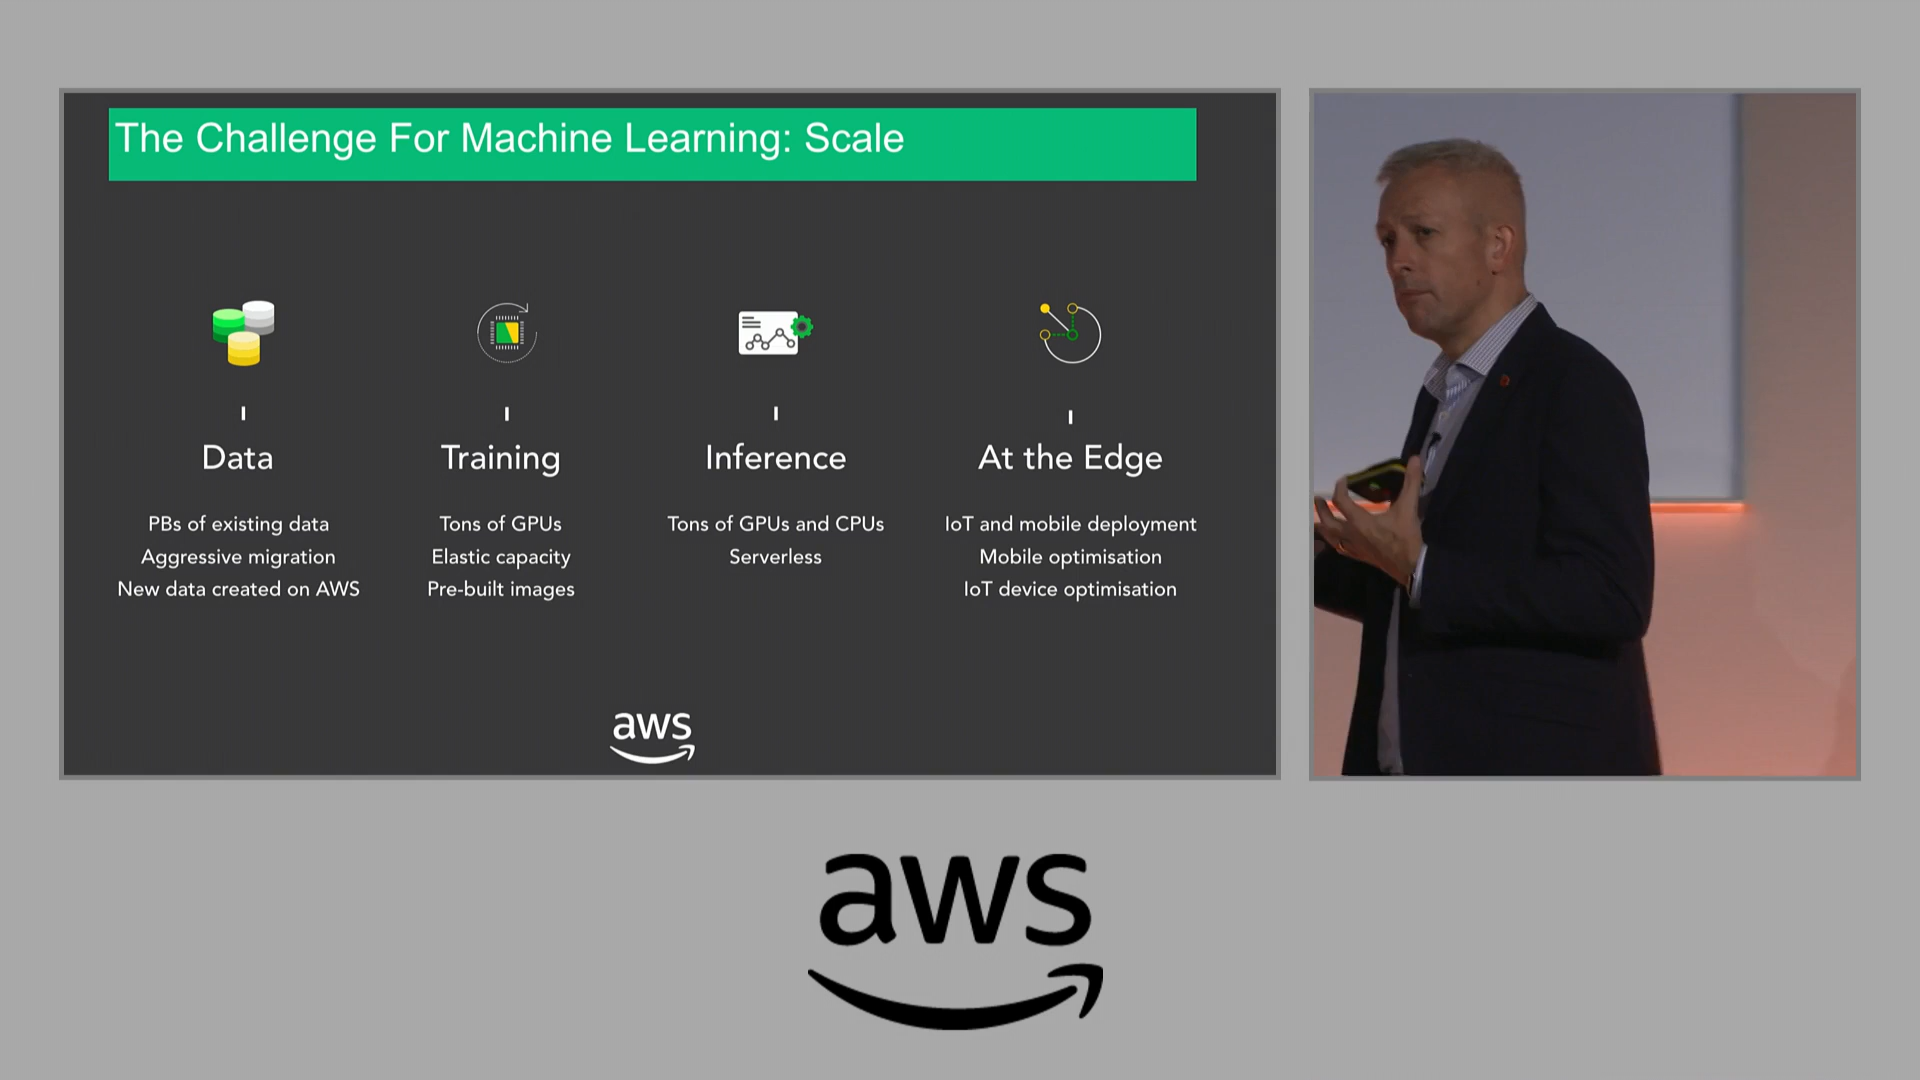 The Challenge For Machine Learning: Scale
Data
PBs of existing data
Aggressive migration
New data created on AWS
Training
Tons of GPUs
Elastic capacity
Pre-built images
Inference
Tons of GPUs and CPUs
Serverless
At the Edge
IoT and mobile deployment
Mobile optimisation
IoT device optimisation
aws
aws